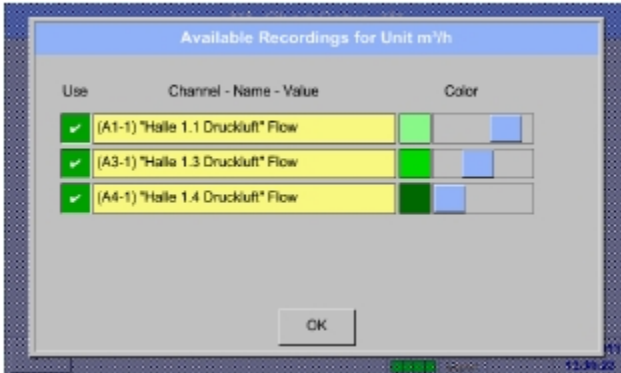 Available Recordings for Unit m³/h
Use Channel - Name - Value Color
(A1-1) "Halle 1.1 Druckluft" Flow
(A3-1) "Halle 1.3 Druckluft" Flow
(A4-1) "Halle 1.4 Druckluft" Flow
OK